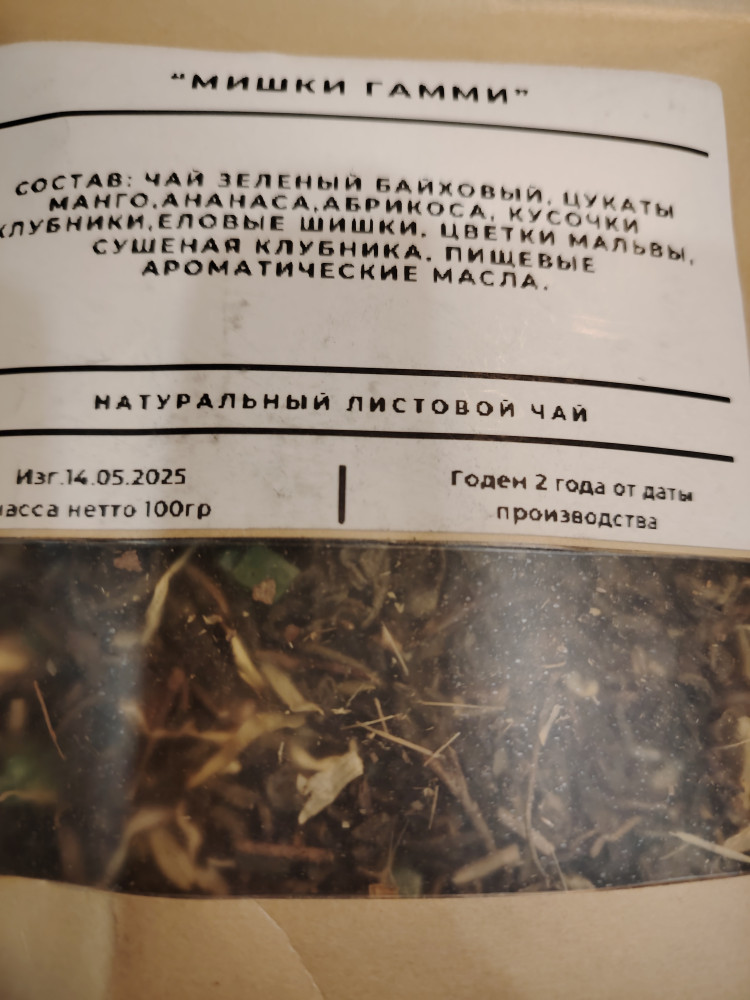 “МИШКИ ГАММИ”
СОСТАВ: ЧАЙ ЗЕЛЕНЫЙ БАЙХОВЫЙ, ЦУКАТЫ
МАНГО,АНАНАСА,АБРИКОСА, КУСОЧКИ
КЛУБНИКИ,ЕЛОВЫЕ ШИШКИ, ЦВЕТКИ МАЛЬВЫ,
СУШЕНАЯ КЛУБНИКА. ПИЩЕВЫЕ
АРОМАТИЧЕСКИЕ МАСЛА.
НАТУРАЛЬНЫЙ ЛИСТОВОЙ ЧАЙ
Изг.14.05.2025
масса нетто 100гр
Годен 2 года от даты
производства